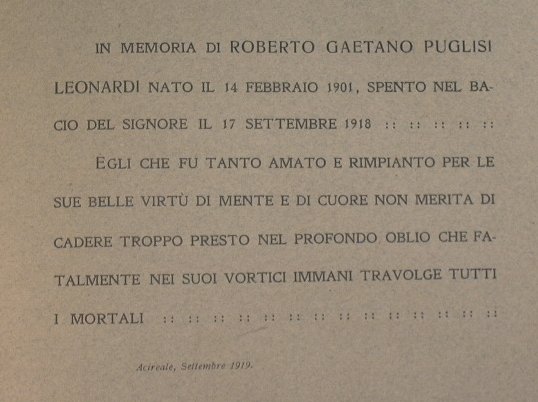 IN MEMORIA DI ROBERTO GAETANO PUGLISI
LEONARDI NATO IL 14 FEBBRAIO 1901, SPENTO NEL BA-
CIO DEL SIGNORE IL 17 SETTEMBRE 1918 :: :: :: :: ::
EGLI CHE FU TANTO AMATO E RIMPIANTO PER LE
SUE BELLE VIRTÙ DI MENTE E DI CUORE NON MERITA DI
CADERE TROPPO PRESTO NEL PROFONDO OBLIO CHE FA-
TALMENTE NEI SUOI VORTICI IMMANI TRAVOLGE TUTTI
I MORTALI :: :: :: :: :: :: :: :: :: :: :: :: :: ::
Acireale, Settembre 1919.